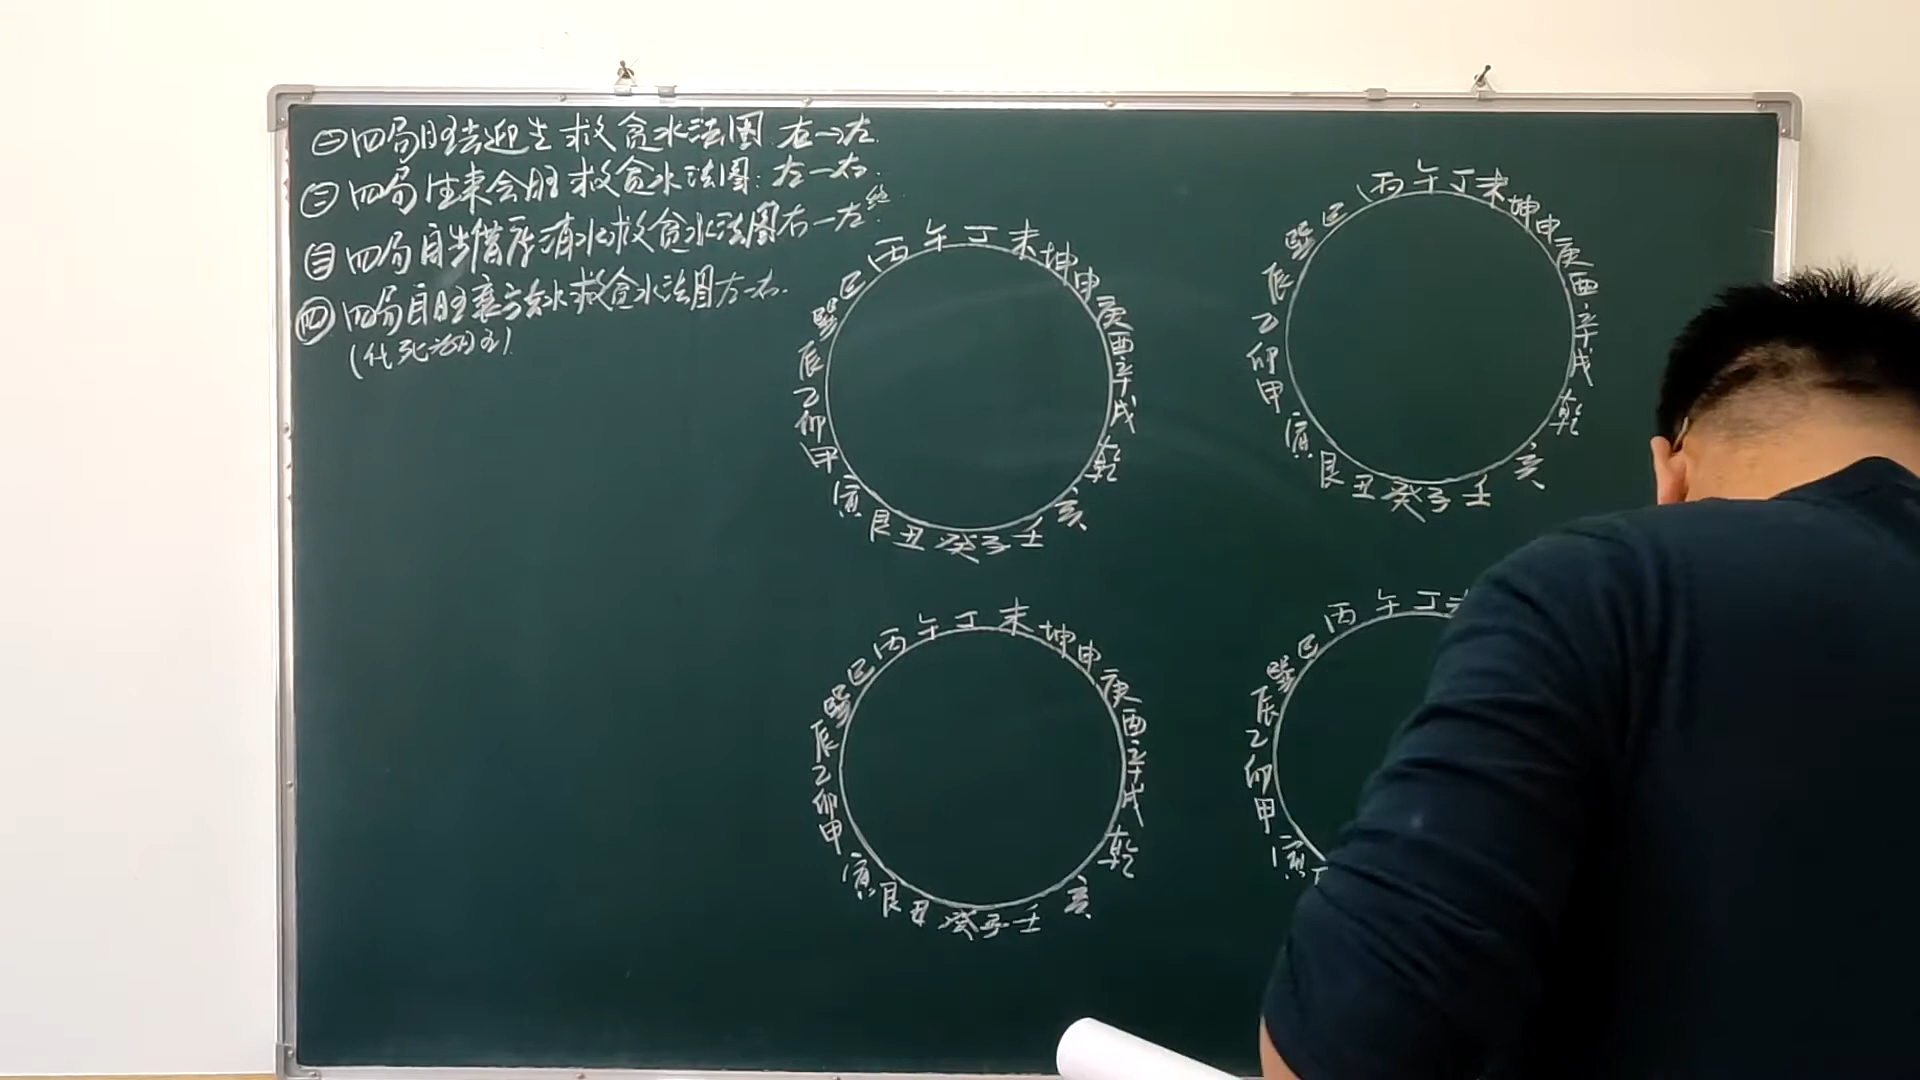 ㊀四局旺去迎生救贫水法图 右→左.
㊁四局生来会旺救贫水法图:左一右.
㊂四局自生借库消水救贫水法图右一左
㊃四局自旺衰方去水救贫水法图左→右.
丙午丁未坤申庚酉辛戌乾亥壬子癸丑艮寅甲卯乙辰巽巳
丙午丁未坤申庚酉辛戌乾亥壬子癸丑艮寅甲卯乙辰巽巳
丙午丁未坤申庚酉辛戌乾亥壬子癸丑艮寅甲卯乙辰巽巳
丙午丁 寅甲卯乙辰巽巳